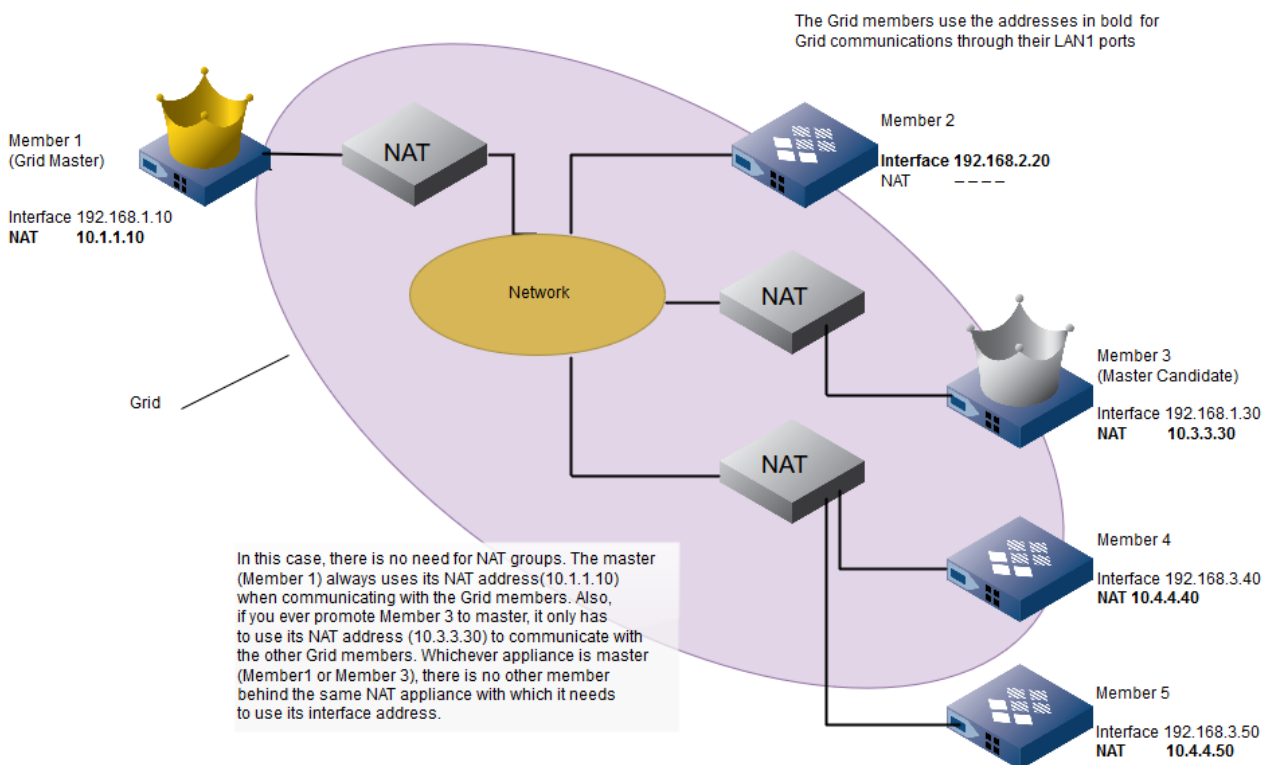 The Grid members use the addresses in bold for
Grid communications through their LAN1 ports
Member 1
(Grid Master)
Interface 192.168.1.10
NAT 10.1.1.10
NAT
Member 2
Interface 192.168.2.20
NAT – – – –
Network
NAT
Member 3
(Master Candidate)
Interface 192.168.1.30
NAT 10.3.3.30
Grid
NAT
Member 4
Interface 192.168.3.40
NAT 10.4.4.40
In this case, there is no need for NAT groups. The master
(Member 1) always uses its NAT address(10.1.1.10)
when communicating with the Grid members. Also,
if you ever promote Member 3 to master, it only has
to use its NAT address (10.3.3.30) to communicate with
the other Grid members. Whichever appliance is master
(Member1 or Member 3), there is no other member
behind the same NAT appliance with which it needs
to use its interface address.
Member 5
Interface 192.168.3.50
NAT 10.4.4.50